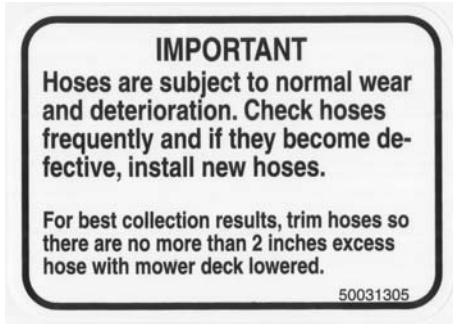 IMPORTANT
Hoses are subject to normal wear
and deterioration. Check hoses
frequently and if they become de-
fective, install new hoses.
For best collection results, trim hoses so
there are no more than 2 inches excess
hose with mower deck lowered.
50031305